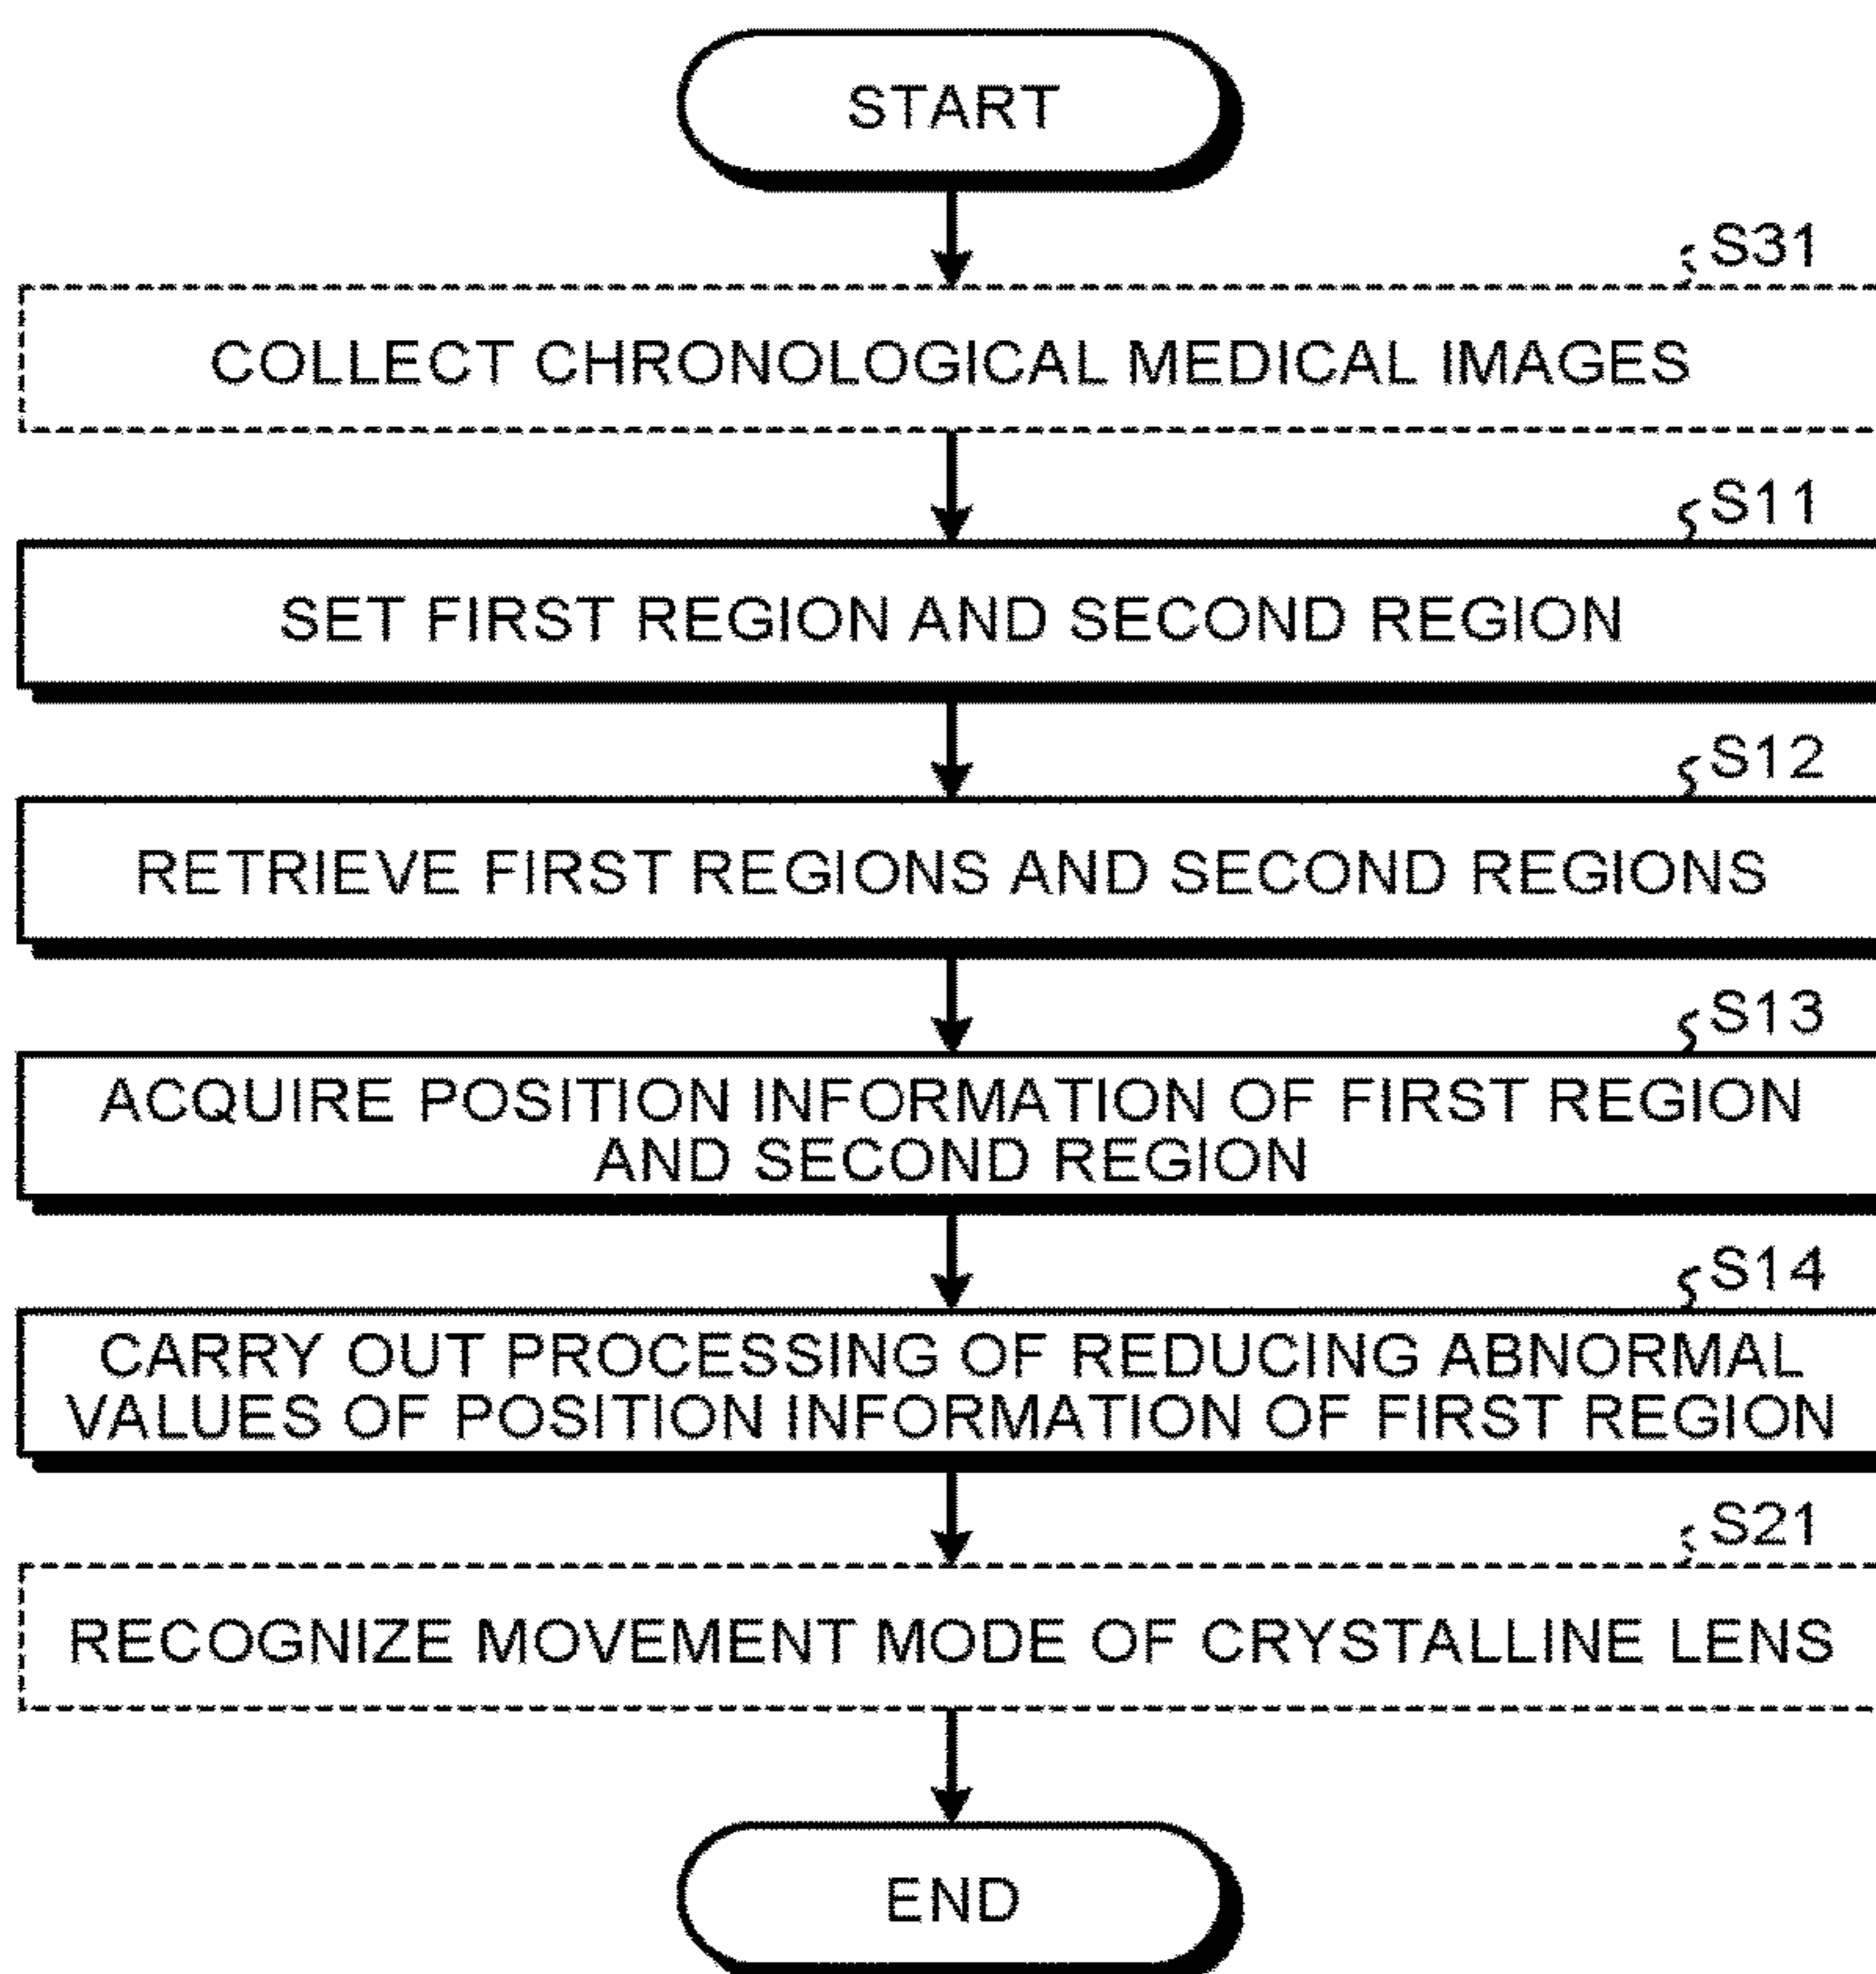 START
S31
COLLECT CHRONOLOGICAL MEDICAL IMAGES
S11
SET FIRST REGION AND SECOND REGION
S12
RETRIEVE FIRST REGIONS AND SECOND REGIONS
S13
ACQUIRE POSITION INFORMATION OF FIRST REGION
AND SECOND REGION
S14
CARRY OUT PROCESSING OF REDUCING ABNORMAL
VALUES OF POSITION INFORMATION OF FIRST REGION
S21
RECOGNIZE MOVEMENT MODE OF CRYSTALLINE LENS
END